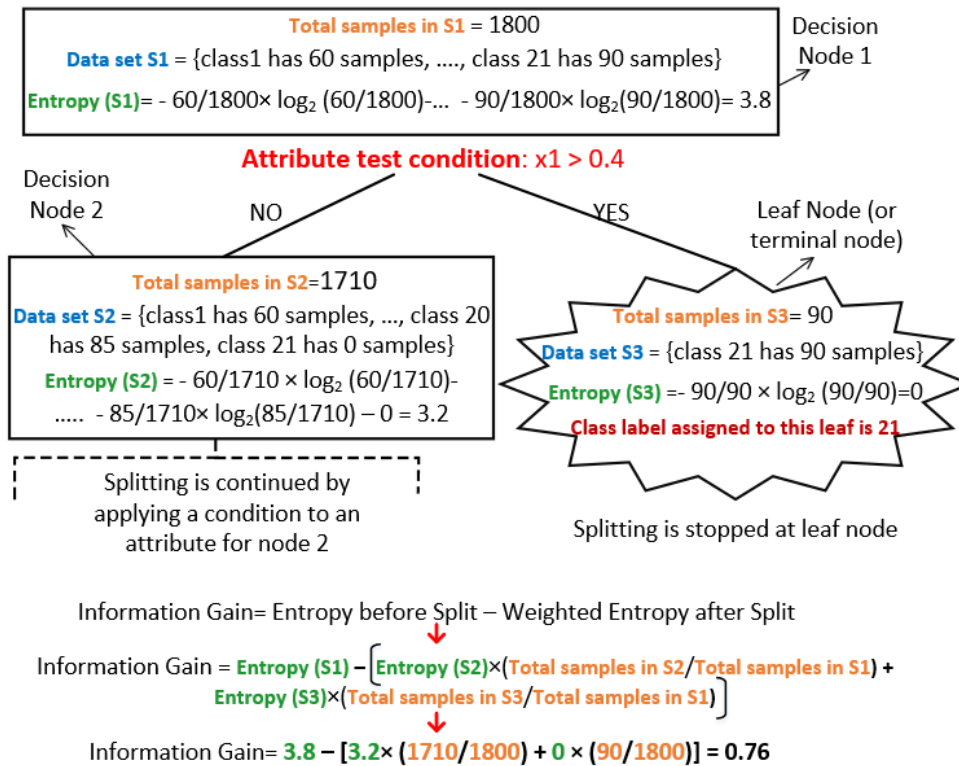 Total samples in S1 = 1800
Data set S1 = {class1 has 60 samples, ...., class 21 has 90 samples}
Entropy (S1)= - 60/1800× log₂ (60/1800)-... - 90/1800× log₂(90/1800)= 3.8
Decision
Node 1
Attribute test condition: x1 > 0.4
Decision
Node 2
NO
YES
Leaf Node (or
terminal node)
Total samples in S2=1710
Data set S2 = {class1 has 60 samples, ..., class 20
has 85 samples, class 21 has 0 samples}
Entropy (S2) = - 60/1710 × log₂ (60/1710)-
..... - 85/1710× log₂(85/1710) – 0 = 3.2
Total samples in S3= 90
Data set S3 = {class 21 has 90 samples}
Entropy (S3) =- 90/90 × log₂ (90/90)=0
Class label assigned to this leaf is 21
Splitting is continued by
applying a condition to an
attribute for node 2
Splitting is stopped at leaf node
Information Gain= Entropy before Split – Weighted Entropy after Split
Information Gain = Entropy (S1) – [Entropy (S2)×(Total samples in S2/Total samples in S1) +
Entropy (S3)×(Total samples in S3/Total samples in S1)]
Information Gain= 3.8 – [3.2× (1710/1800) + 0 × (90/1800)] = 0.76